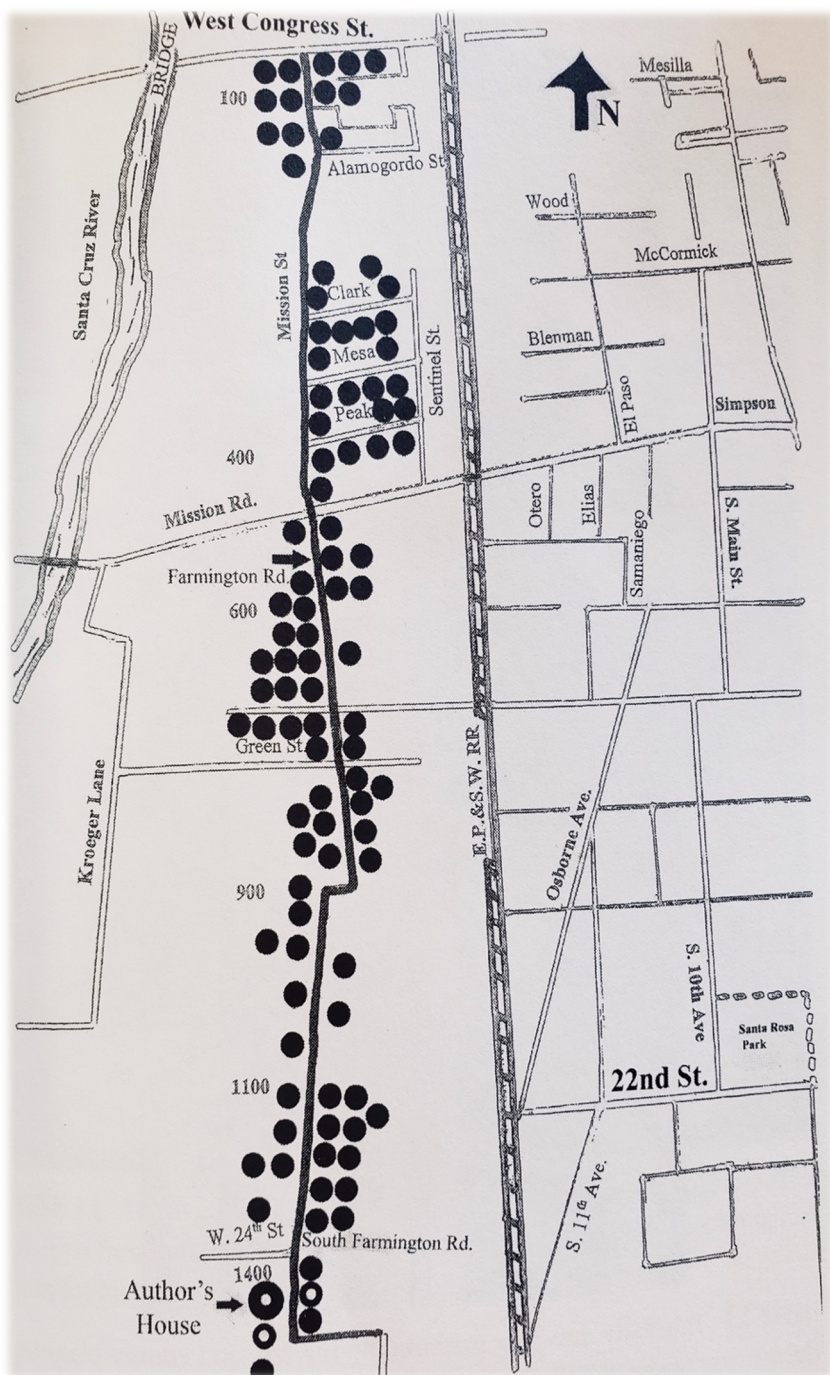 West Congress St.
BRIDGE
Mesilla
100
N
Alamogordo St
Wood
Santa Cruz River
Mission St
McCormick
Clark
Blenman
Mesa
Sentinel St.
El Paso
Simpson
Peak
400
Mission Rd.
Otero
Elias
Samaniego
S. Main St.
Farmington Rd.
600
Green St.
E.P.&S.W. RR
Kroeger Lane
Osborne Ave.
900
S. 10th Ave
Santa Rosa
Park
22nd St.
1100
S. 11th Ave.
W. 24th St
South Farmington Rd.
1400
Author's
House